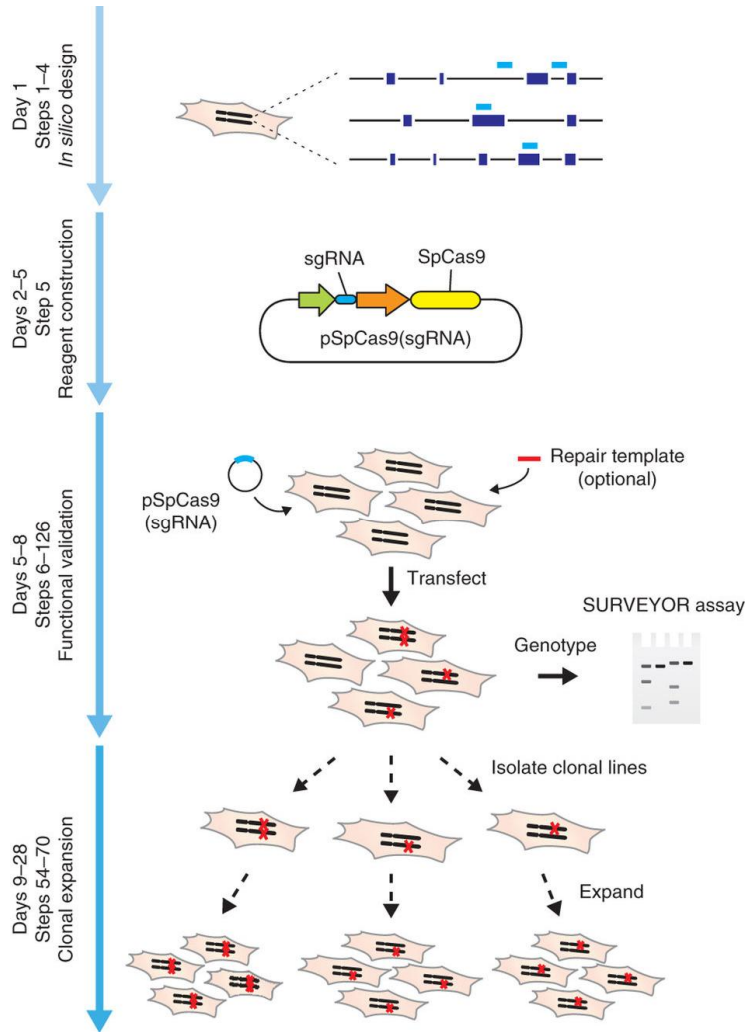 Day 1
Steps 1–4
In silico design
Days 2–5
Step 5
Reagent construction
sgRNA
SpCas9
pSpCas9(sgRNA)
Days 5–8
Steps 6–126
Functional validation
pSpCas9
(sgRNA)
Repair template
(optional)
Transfect
SURVEYOR assay
Genotype
Days 9–28
Steps 54–70
Clonal expansion
Isolate clonal lines
Expand